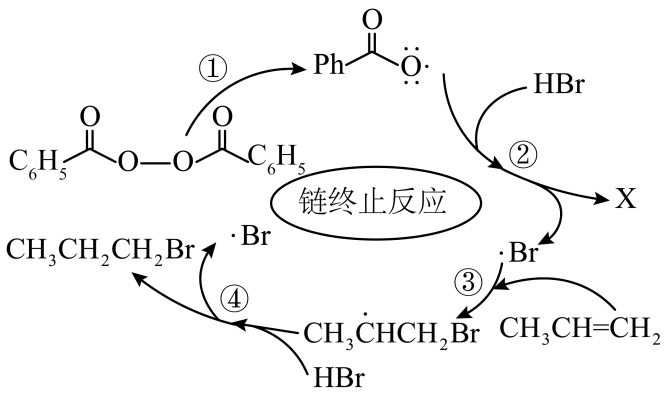 ①
O
Ph
O·
HBr
O
O
C₆H₅
O
O
C₆H₅
②
链终止反应
X
·Br
CH₃CH₂CH₂Br
·Br
③
④
CH₃ĊHCH₂Br
CH₃CH=CH₂
HBr